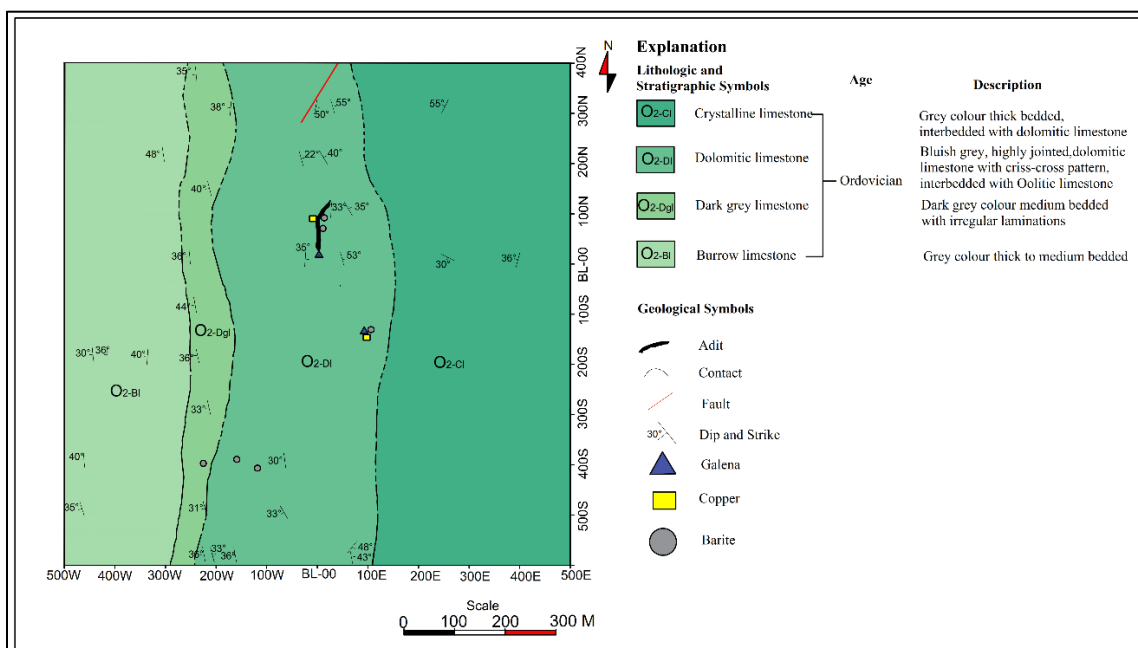 N
Explanation
Lithologic and
Stratigraphic Symbols
Age
Description
O2-Cl
Crystalline limestone
Grey colour thick bedded,
interbedded with dolomitic limestone
O2-Dl
Dolomitic limestone
Bluish grey, highly jointed,dolomitic
limestone with criss-cross pattern,
interbedded with Oolitic limestone
Ordovician
O2-Dgl
Dark grey limestone
Dark grey colour medium bedded
with irregular laminations
O2-Bl
Burrow limestone
Grey colour thick to medium bedded
Geological Symbols
Adit
Contact
Fault
30°
Dip and Strike
Galena
Copper
Barite
400N
300N
200N
100N
BL-00
100S
200S
300S
400S
500S
35°
38°
55°
50°
55°
48°
22°
40°
40°
33°
35°
36°
35°
53°
30°
36°
44°
O2-Dgl
30°
36°
40°
36°
O2-Dl
O2-Cl
O2-Bl
33°
40°
30°
35°
31°
33°
36°
33°
36°
48°
43°
500W
400W
300W
200W
100W
BL-00
100E
200E
300E
400E
500E
Scale
0
100
200
300 M